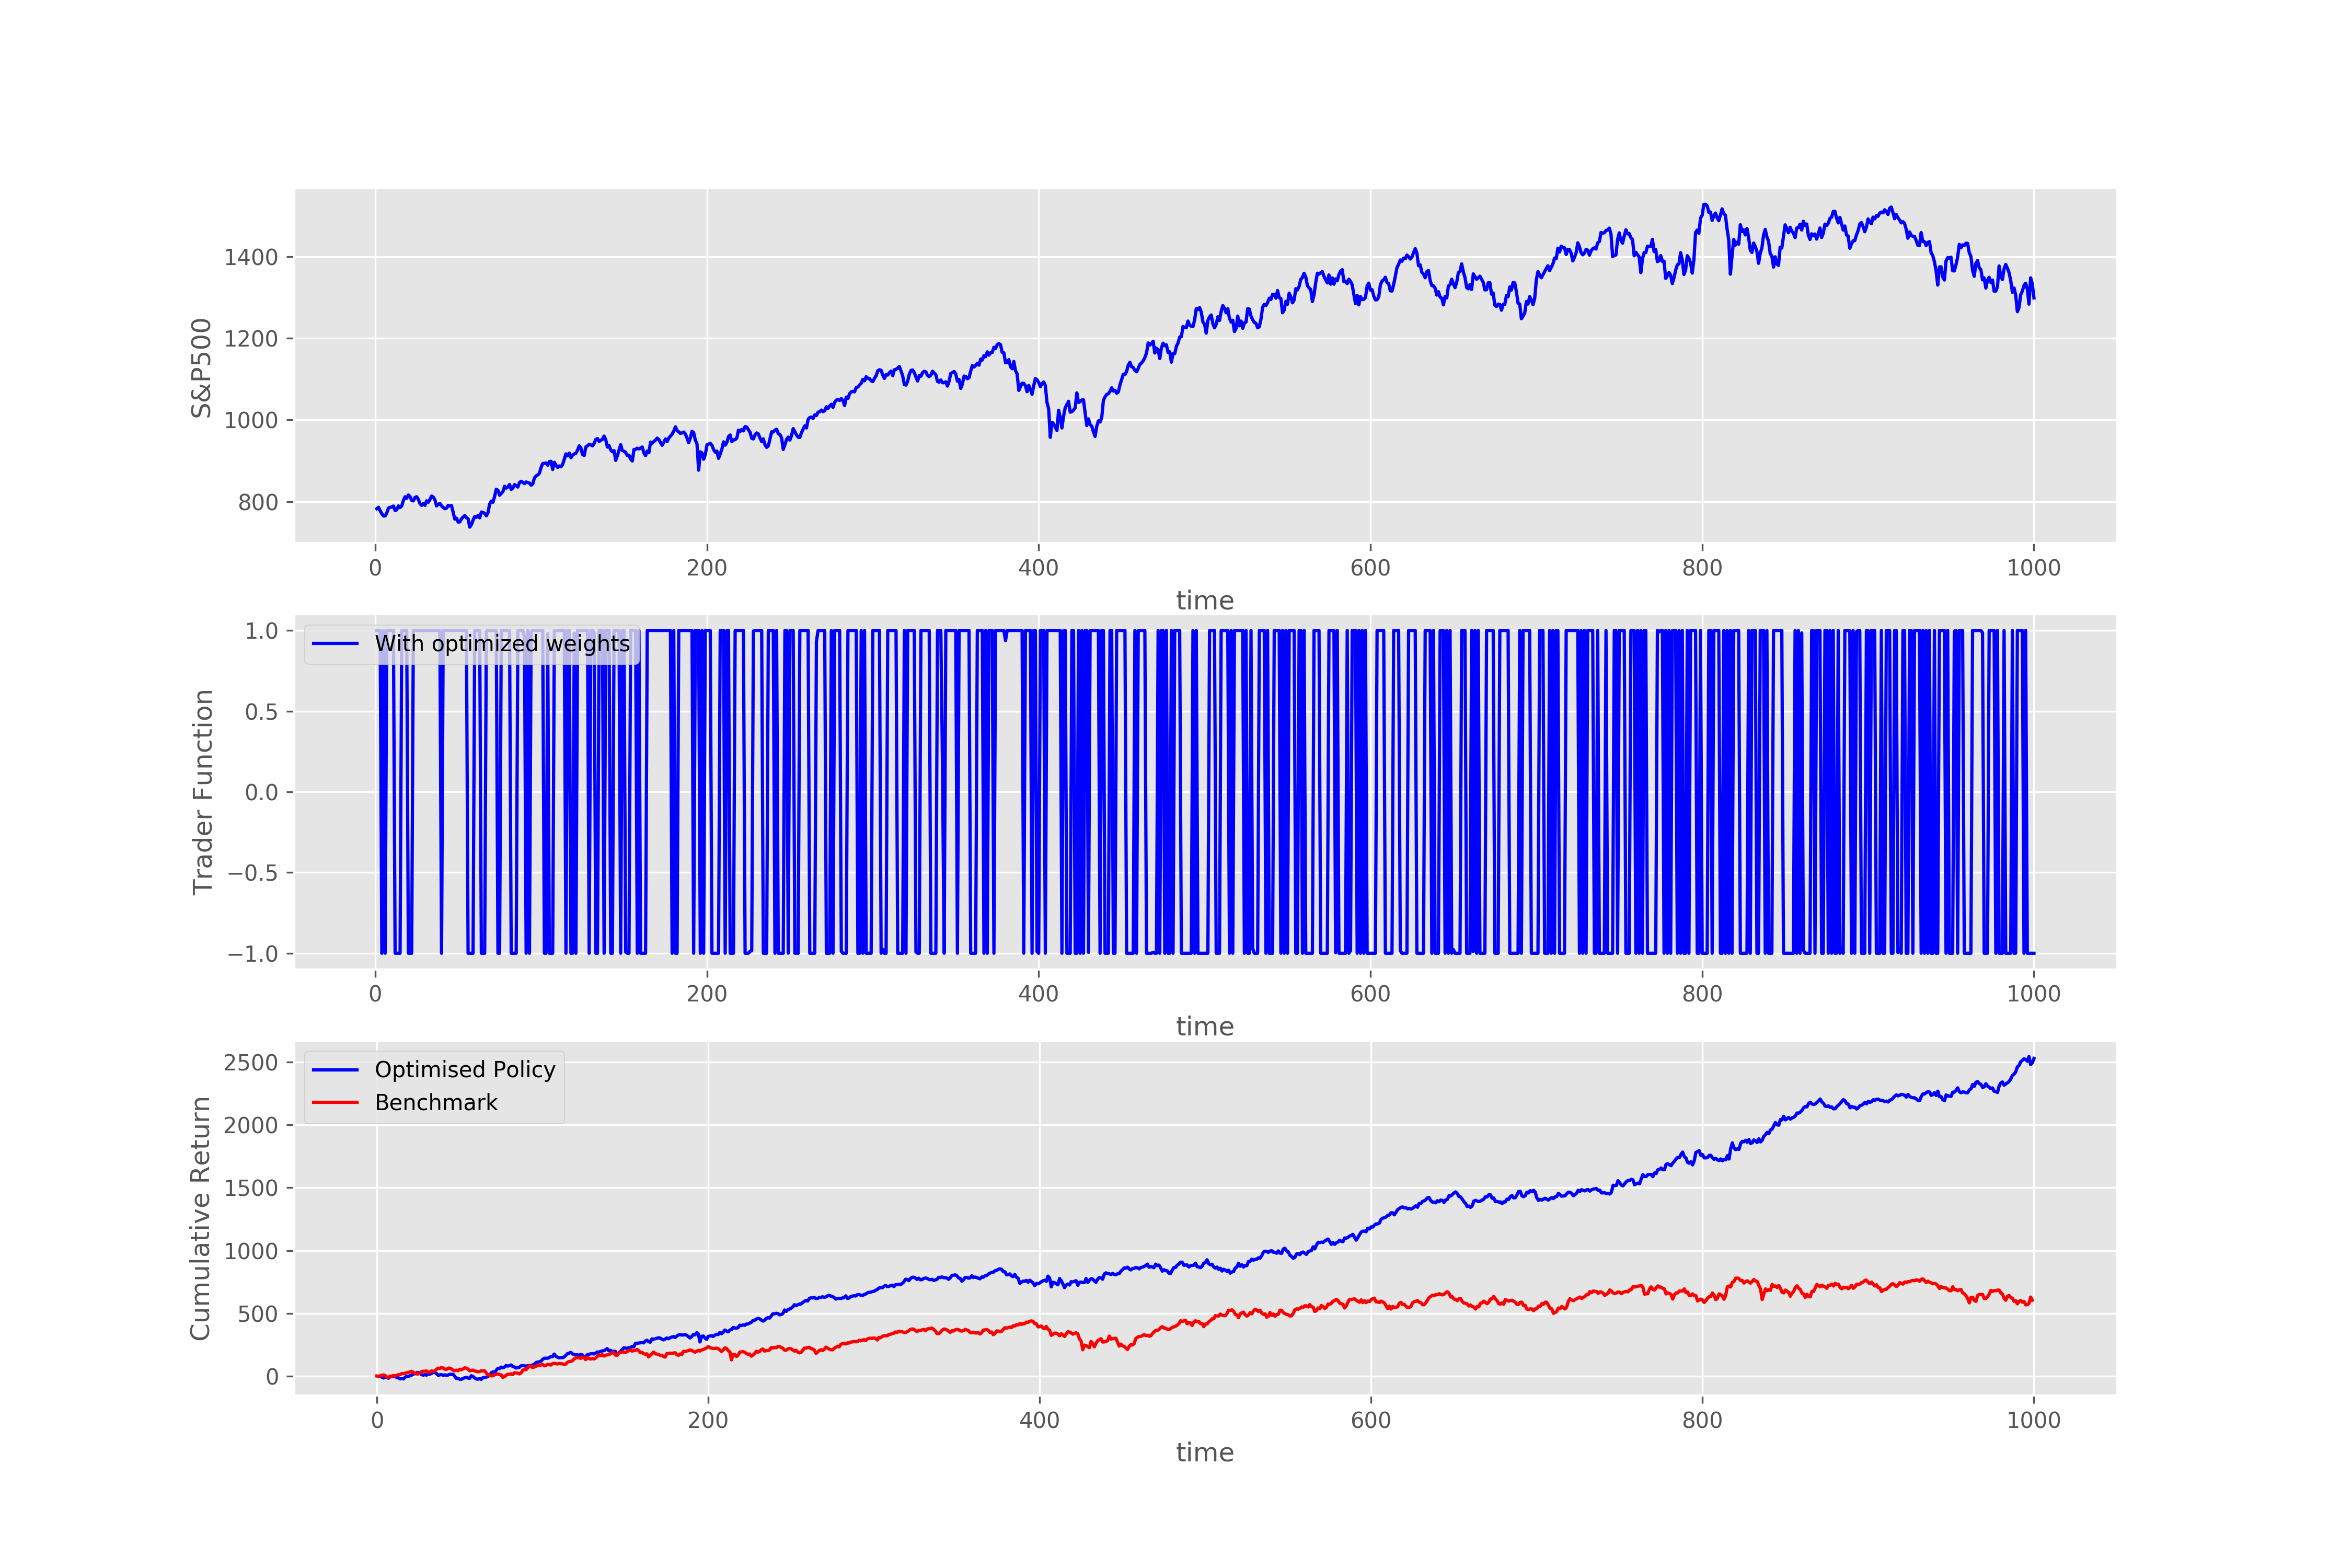 S&P500
1400
1200
1000
800
0 200 400 600 800 1000
time
With optimized weights
Trader Function
1.0
0.5
0.0
−0.5
−1.0
0 200 400 600 800 1000
time
Optimised Policy
Benchmark
Cumulative Return
2500
2000
1500
1000
500
0
0 200 400 600 800 1000
time